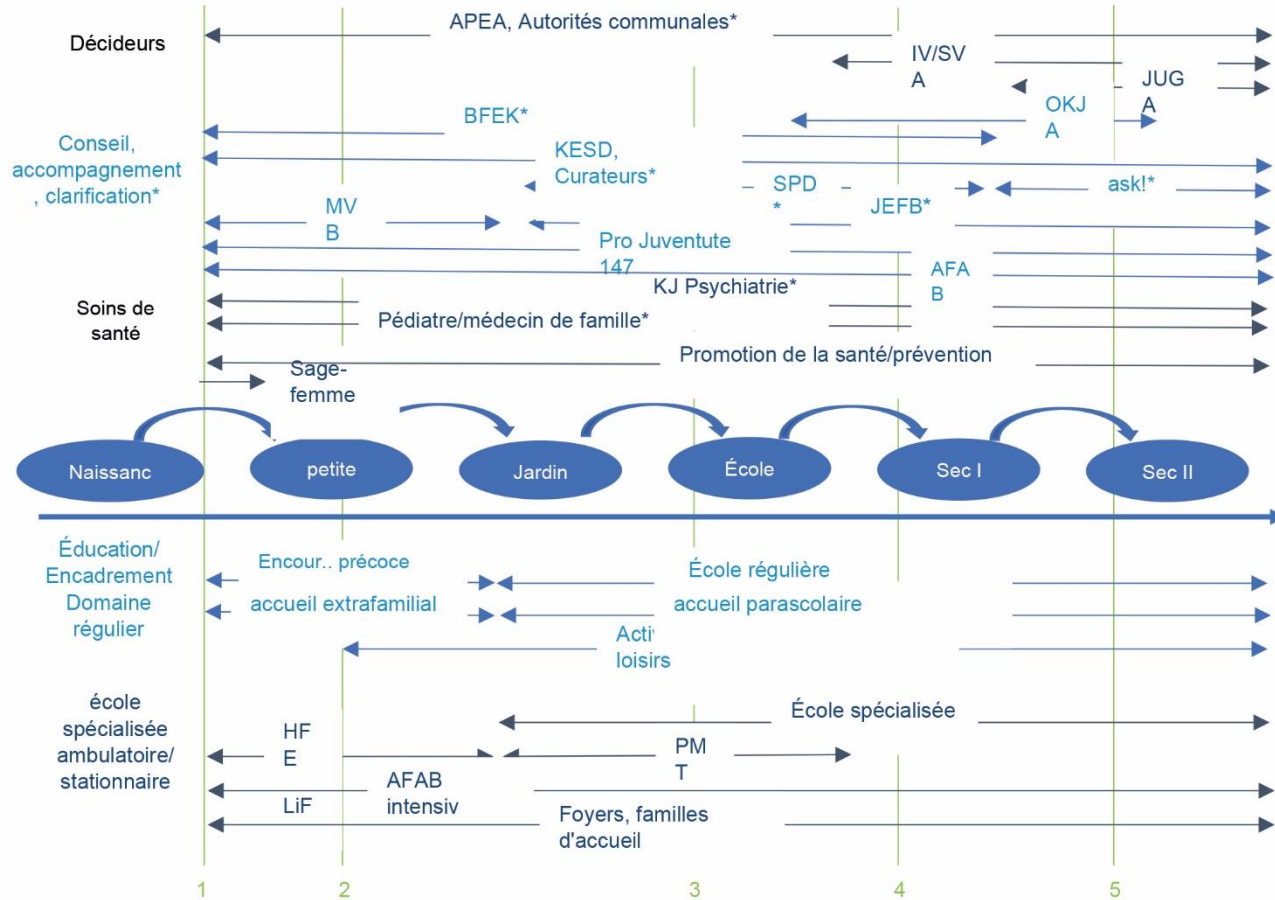 APEA, Autorités communales*
Décideurs
IV/SV
A
JUG
A
OKJ
A
BFEK*
Conseil,
accompagnement
, clarification*
KESD,
Curateurs*
SPD
*
ask!*
JEFB*
MV
B
Pro Juventute
147
AFA
B
KJ Psychiatrie*
Soins de
santé
Pédiatre/médecin de famille*
Promotion de la santé/prévention
Sage-
femme
Naissanc
petite
Jardin
École
Sec I
Sec II
Éducation/
Encadrement
Domaine
régulier
Encour.. précoce
École régulière
accueil extrafamilial
accueil parascolaire
Acti
loisirs
école
spécialisée
ambulatoire/
stationnaire
École spécialisée
HF
E
PM
T
AFAB
intensiv
LiF
Foyers, familles
d'accueil
1
2
3
4
5